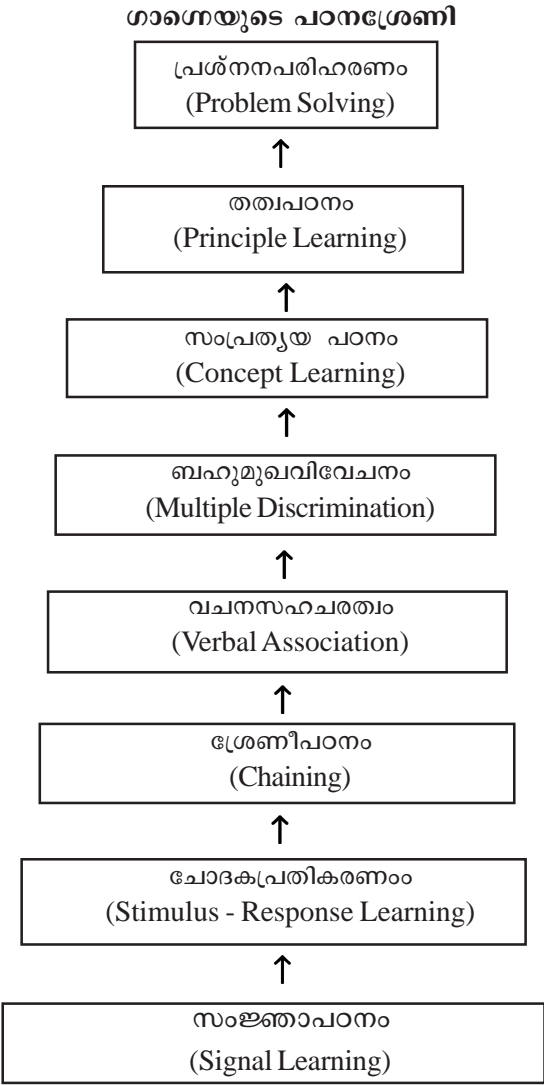 ഗാഗ്നെയുടെ പഠനശ്രേണി
പ്രശ്നനപരിഹരണം
(Problem Solving)
↑
തത്വപഠനം
(Principle Learning)
↑
സംപ്രത്യയ പഠനം
(Concept Learning)
↑
ബഹുമുഖവിവേചനം
(Multiple Discrimination)
↑
വചനസഹചരത്വം
(Verbal Association)
↑
ശ്രേണീപഠനം
(Chaining)
↑
ചോദകപ്രതികരണംം
(Stimulus - Response Learning)
↑
സംജ്ഞാപഠനം
(Signal Learning)